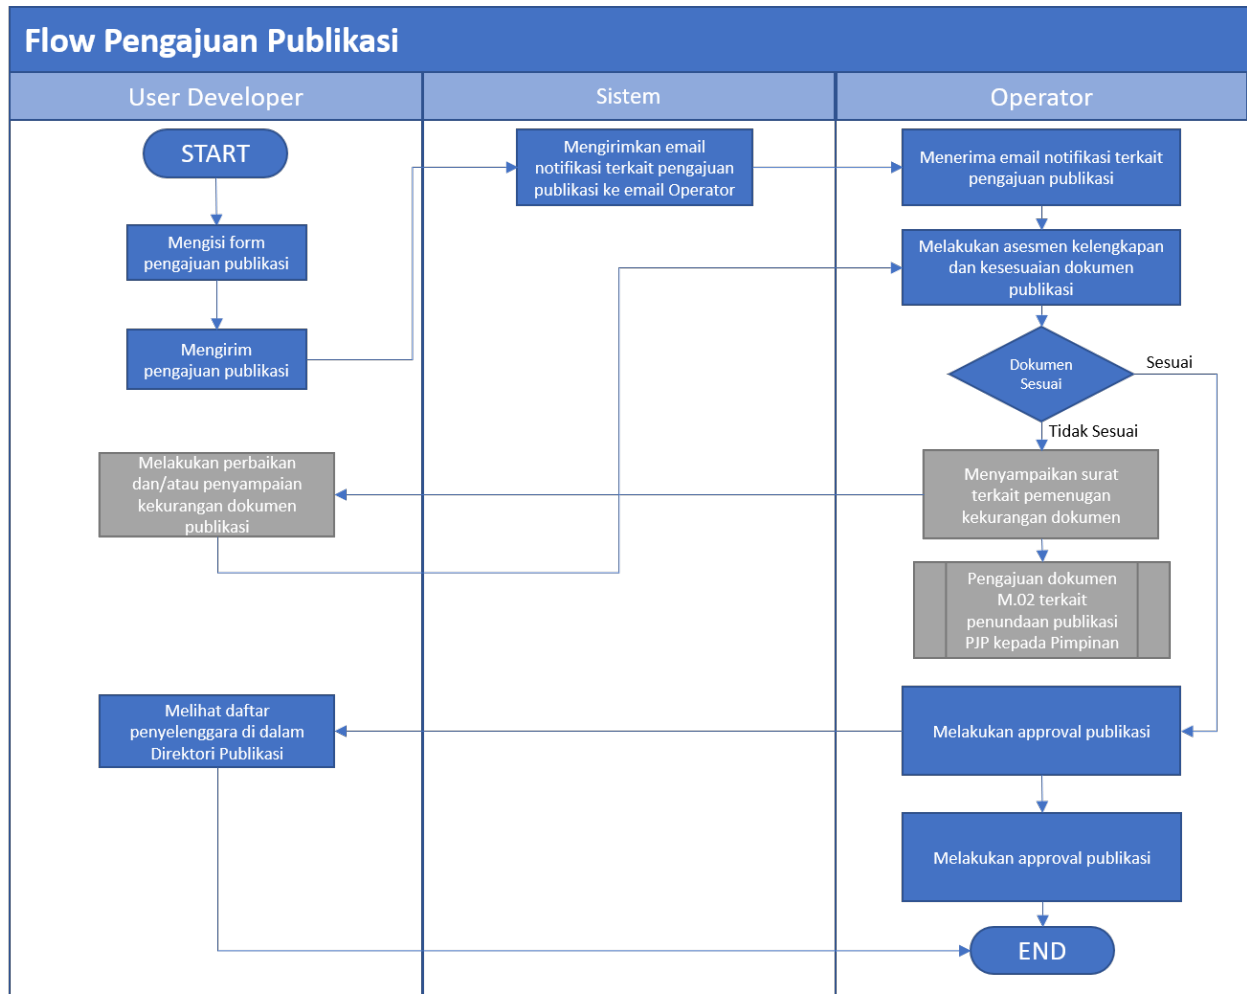 Flow Pengajuan Publikasi
User Developer
Sistem
Operator
START
Mengirimkan email
notifikasi terkait pengajuan
publikasi ke email Operator
Menerima email notifikasi terkait
pengajuan publikasi
Mengisi form
pengajuan publikasi
Melakukan asesmen kelengkapan
dan kesesuaian dokumen
publikasi
Mengirim
pengajuan publikasi
Dokumen
Sesuai
Sesuai
Tidak Sesuai
Melakukan perbaikan
dan/atau penyampaian
kekurangan dokumen
publikasi
Menyampaikan surat
terkait pemenugan
kekurangan dokumen
Pengajuan dokumen
M.02 terkait
penundaan publikasi
PJP kepada Pimpinan
Melihat daftar
penyelenggara di dalam
Direktori Publikasi
Melakukan approval publikasi
Melakukan approval publikasi
END